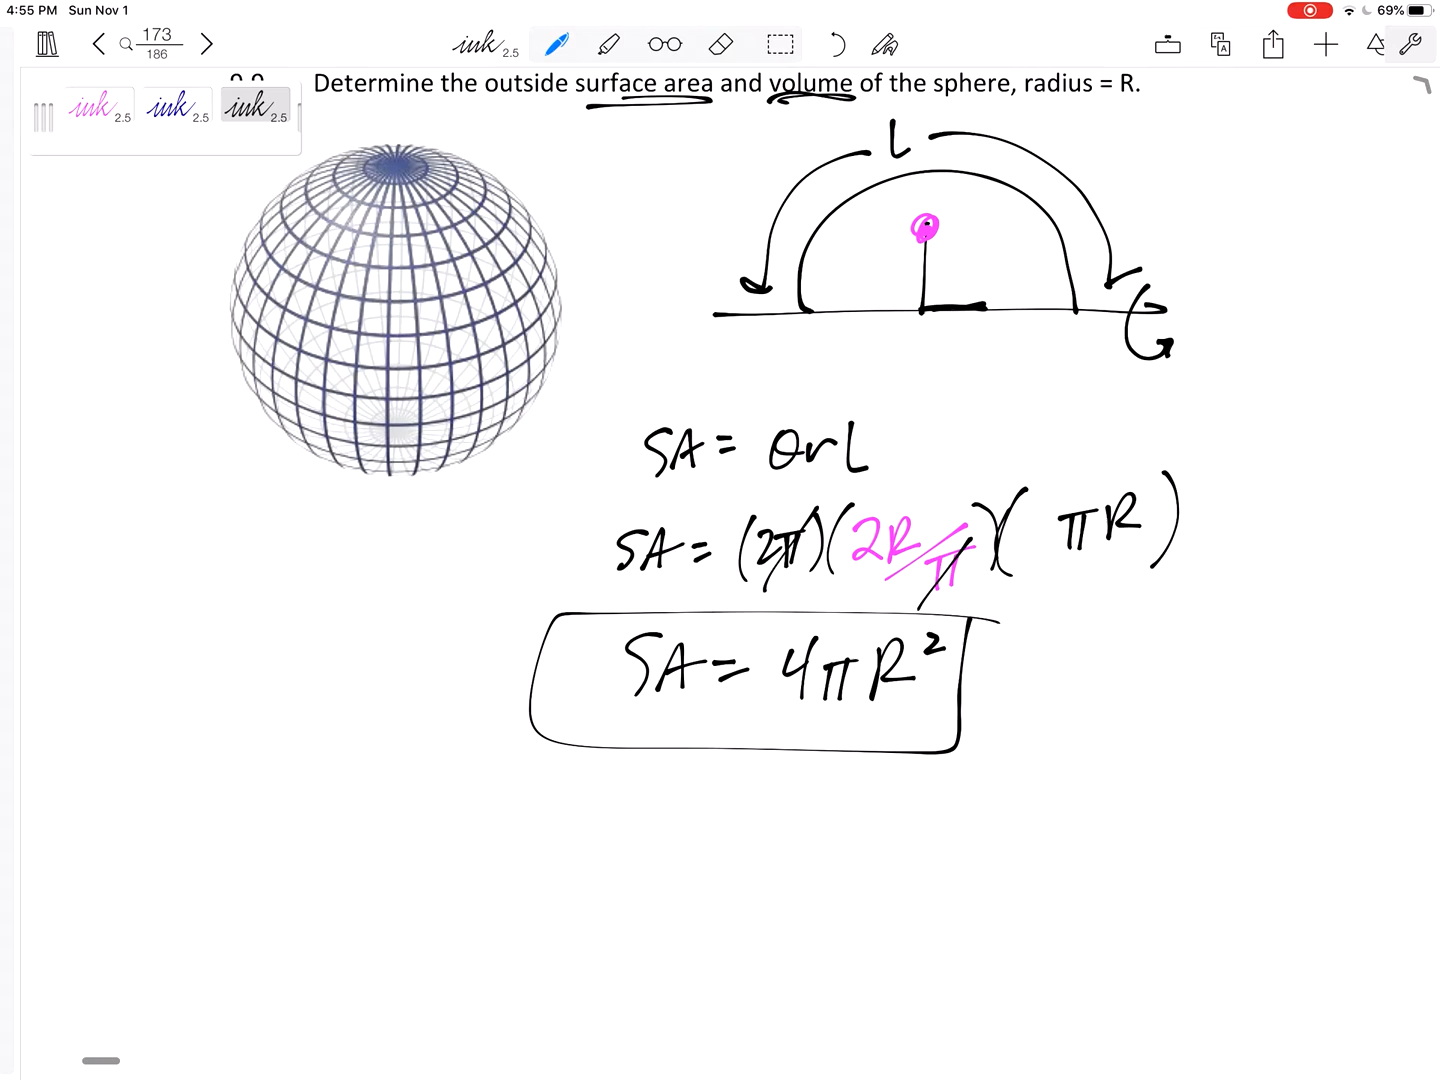 4:55 PM Sun Nov 1
69%
173
186
ink 2.5
ink 2.5
ink 2.5
ink 2.5
Determine the outside surface area and volume of the sphere, radius = R.
L
SA = θrL
SA = (2π)(2R/π)(πR)
SA = 4πR²